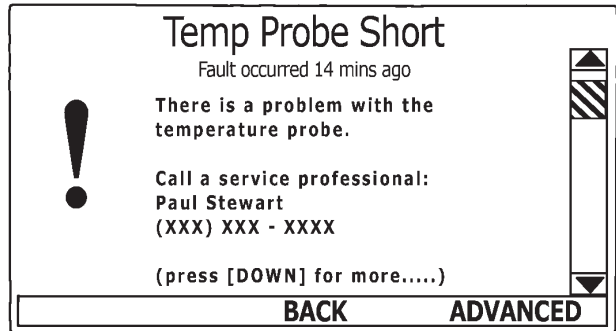 Temp Probe Short
Fault occurred 14 mins ago
There is a problem with the
temperature probe.
Call a service professional:
Paul Stewart
(XXX) XXX - XXXX
(press [DOWN] for more.....)
BACK ADVANCED